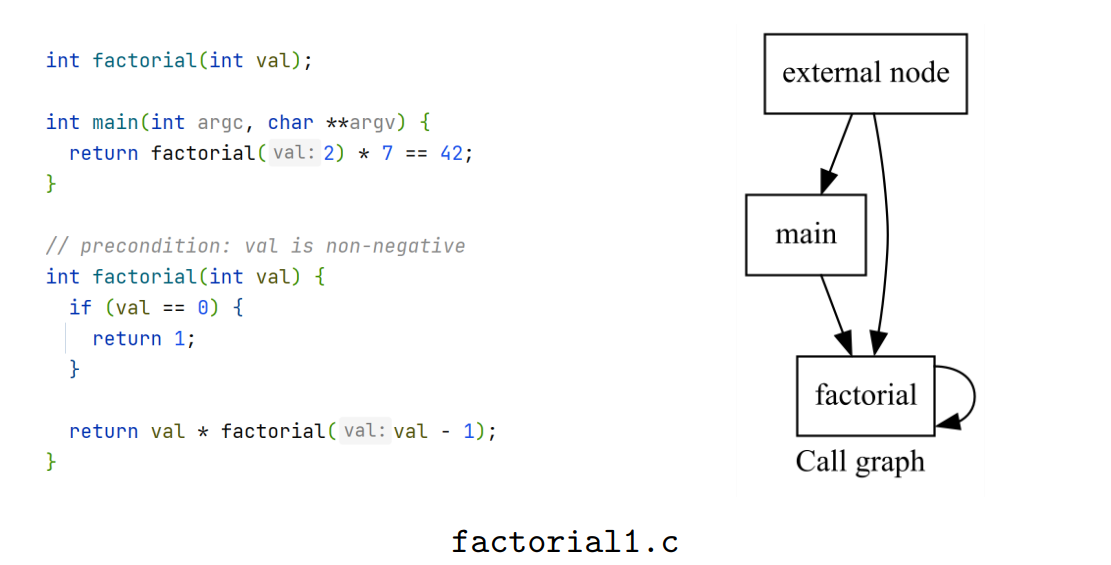 int factorial(int val);
int main(int argc, char **argv) {
return factorial( val: 2) * 7 == 42;
}
// precondition: val is non-negative
int factorial(int val) {
if (val == 0) {
return 1;
}
return val * factorial( val: val - 1);
}
external node
main
factorial
Call graph
factorial1.c